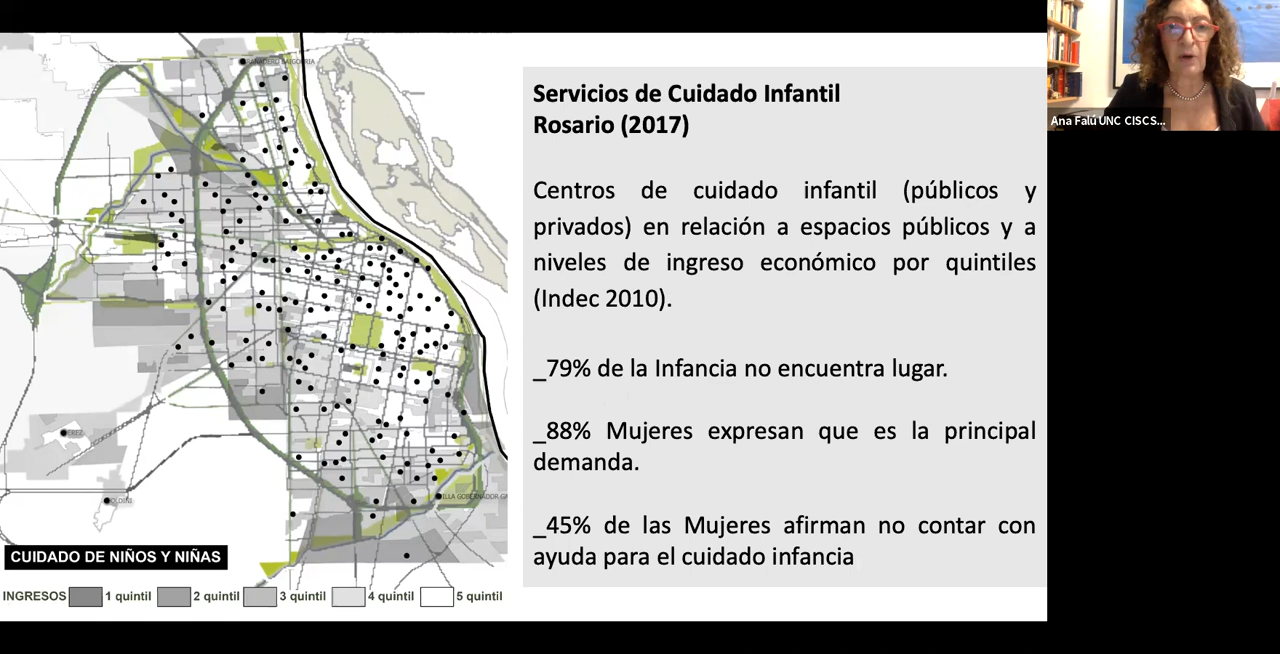 GRANADERO BAIGORRIA
Servicios de Cuidado Infantil
Rosario (2017)
Centros de cuidado infantil (públicos y
privados) en relación a espacios públicos y a
niveles de ingreso económico por quintiles
(Indec 2010).
_79% de la Infancia no encuentra lugar.
_88% Mujeres expresan que es la principal
demanda.
_45% de las Mujeres afirman no contar con
ayuda para el cuidado infancia
CUIDADO DE NIÑOS Y NIÑAS
INGRESOS 1 quintil 2 quintil 3 quintil 4 quintil 5 quintil
Ana Falú UNC CISCS...